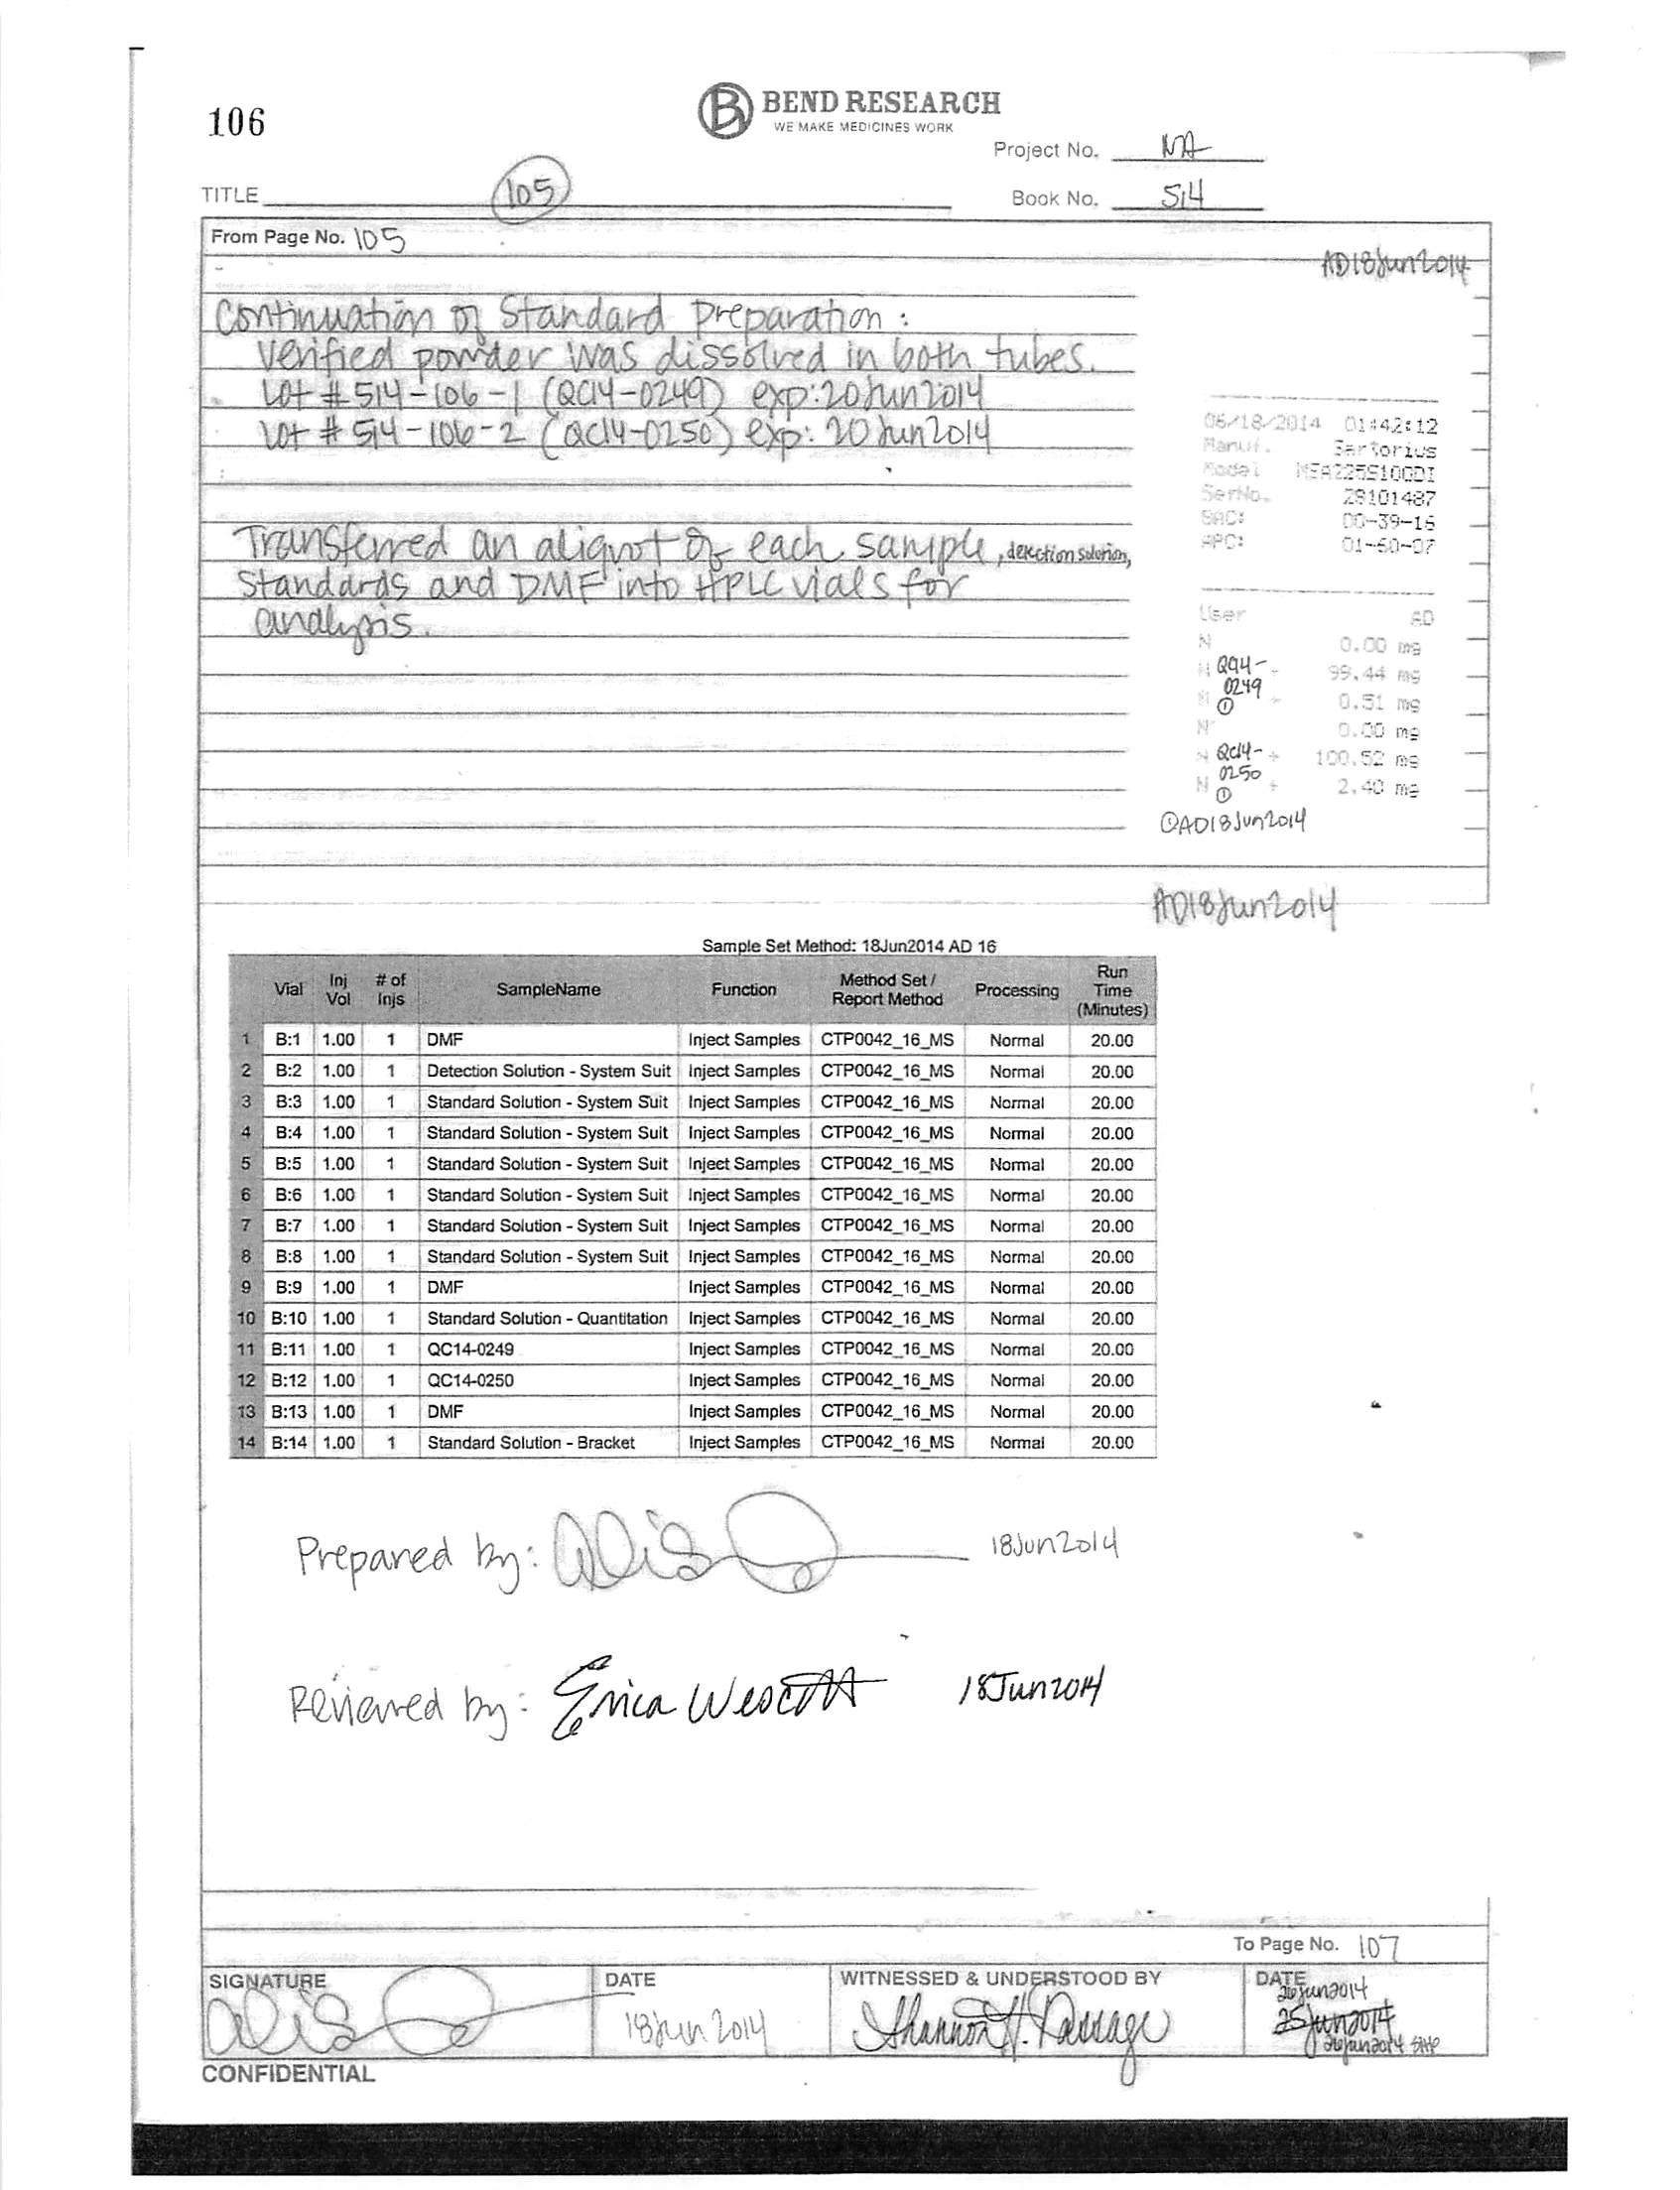 106
BEND RESEARCH
WE MAKE MEDICINES WORK
Project No. NA
TITLE 105
Book No. 514
From Page No. 105
AD18Jun2014
Continuation of Standard Preparation :
Verified powder was dissolved in both tubes.
Lot # 514-106-1 (QC14-0249) exp: 20Jun2014
Lot # 514-106-2 (QC14-0250) exp: 20Jun2014
06/18/2014 01:42:12
Manuf. Sartorius
Model
SerNo. 28101487
SAC: 00-39-16
APC: 01-60-07
Transferred an aliquot of each sample, detection solution,
Standards and DMF into HPLC vials for
analysis.
User AD
N 0.00 mg
N QC14- + 99.44 mg
0249
N ① + 0.51 mg
N 0.00 mg
N QC14- + 100.52 mg
0250
N ① + 2.40 mg
①AD18Jun2014
AD18Jun2014
Sample Set Method: 18Jun2014 AD 16
Vial Inj Vol # of Injs SampleName Function Method Set / Report Method Processing Run Time (Minutes)
1 B:1 1.00 1 DMF Inject Samples CTP0042_16_MS Normal 20.00
2 B:2 1.00 1 Detection Solution - System Suit Inject Samples CTP0042_16_MS Normal 20.00
3 B:3 1.00 1 Standard Solution - System Suit Inject Samples CTP0042_16_MS Normal 20.00
4 B:4 1.00 1 Standard Solution - System Suit Inject Samples CTP0042_16_MS Normal 20.00
5 B:5 1.00 1 Standard Solution - System Suit Inject Samples CTP0042_16_MS Normal 20.00
6 B:6 1.00 1 Standard Solution - System Suit Inject Samples CTP0042_16_MS Normal 20.00
7 B:7 1.00 1 Standard Solution - System Suit Inject Samples CTP0042_16_MS Normal 20.00
8 B:8 1.00 1 Standard Solution - System Suit Inject Samples CTP0042_16_MS Normal 20.00
9 B:9 1.00 1 DMF Inject Samples CTP0042_16_MS Normal 20.00
10 B:10 1.00 1 Standard Solution - Quantitation Inject Samples CTP0042_16_MS Normal 20.00
11 B:11 1.00 1 QC14-0249 Inject Samples CTP0042_16_MS Normal 20.00
12 B:12 1.00 1 QC14-0250 Inject Samples CTP0042_16_MS Normal 20.00
13 B:13 1.00 1 DMF Inject Samples CTP0042_16_MS Normal 20.00
14 B:14 1.00 1 Standard Solution - Bracket Inject Samples CTP0042_16_MS Normal 20.00
Prepared by: 18Jun2014
Reviewed by: Erica Wescott 18Jun2014
To Page No. 107
SIGNATURE DATE WITNESSED & UNDERSTOOD BY DATE
26Jun2014
18Jun2014 Shannon H. Passage 25Jun2014
26Jun2014 SHP
CONFIDENTIAL